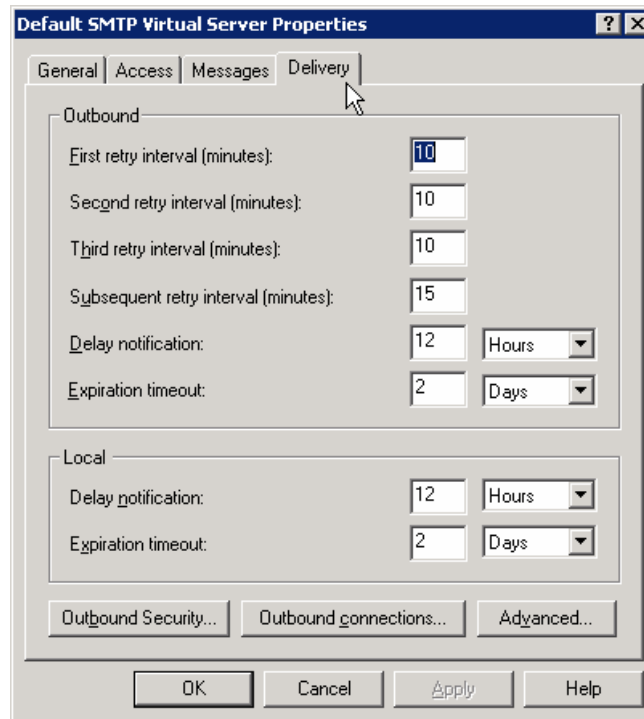 Default SMTP Virtual Server Properties
General Access Messages Delivery
Outbound
First retry interval (minutes): 10
Second retry interval (minutes): 10
Third retry interval (minutes): 10
Subsequent retry interval (minutes): 15
Delay notification: 12 Hours
Expiration timeout: 2 Days
Local
Delay notification: 12 Hours
Expiration timeout: 2 Days
Outbound Security... Outbound connections... Advanced...
OK Cancel Apply Help